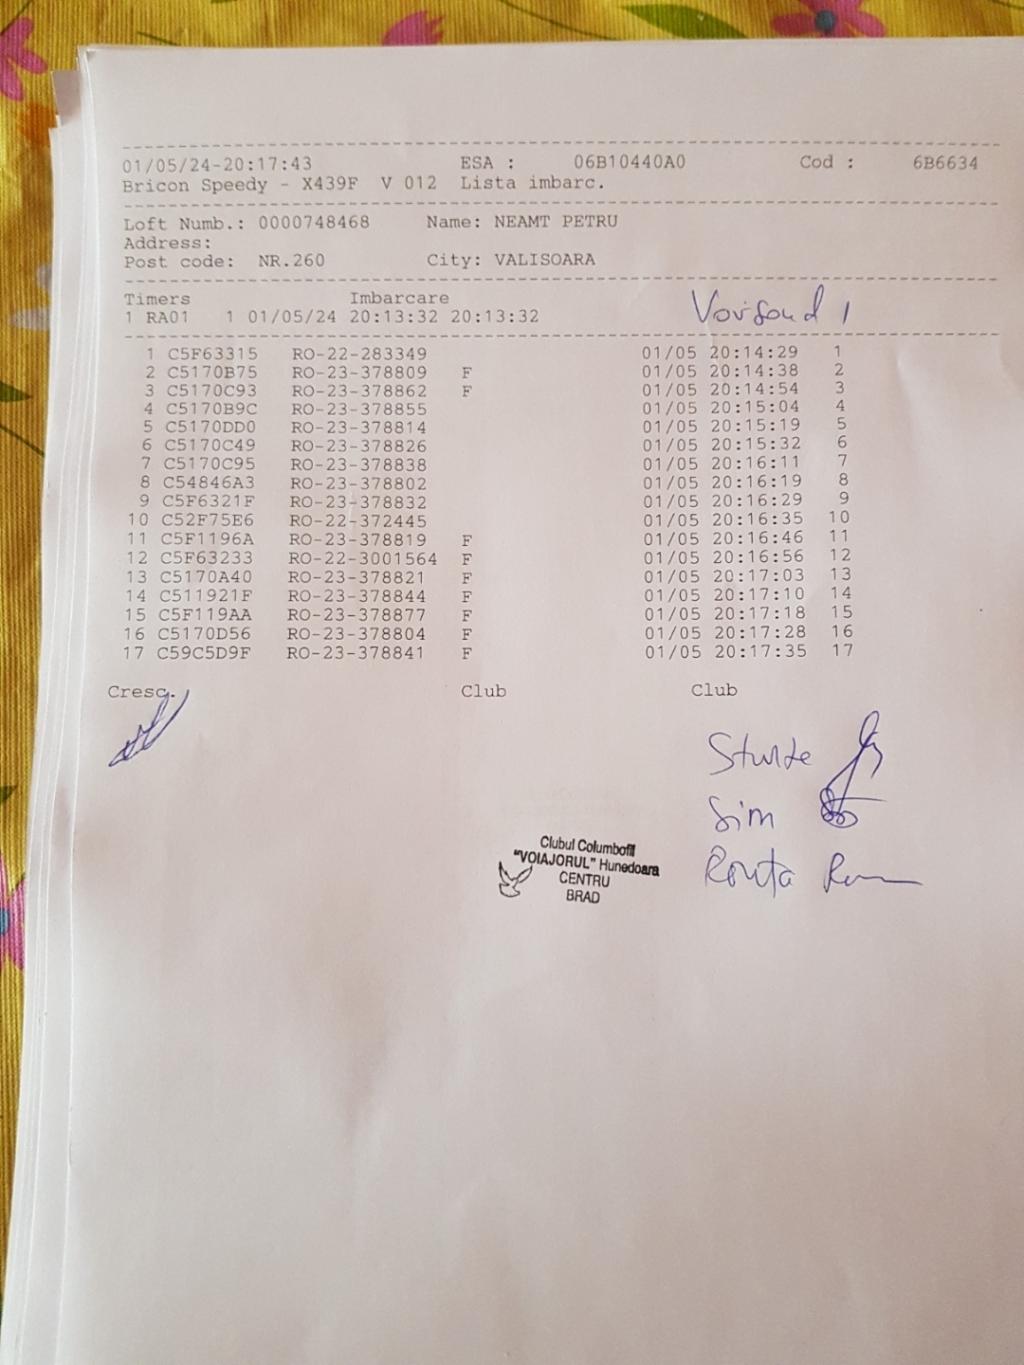 01/05/24-20:17:43 ESA : 06B10440A0 Cod : 6B6634
Bricon Speedy - X439F V 012 Lista imbarc.
Loft Numb.: 0000748468 Name: NEAMT PETRU
Address:
Post code: NR.260 City: VALISOARA
Timers Imbarcare
1 RA01 1 01/05/24 20:13:32 20:13:32 1
1 C5F63315 RO-22-283349 01/05 20:14:29 1
2 C5170B75 RO-23-378809 F 01/05 20:14:38 2
3 C5170C93 RO-23-378862 F 01/05 20:14:54 3
4 C5170B9C RO-23-378855 01/05 20:15:04 4
5 C5170DD0 RO-23-378814 01/05 20:15:19 5
6 C5170C49 RO-23-378826 01/05 20:15:32 6
7 C5170C95 RO-23-378838 01/05 20:16:11 7
8 C54846A3 RO-23-378802 01/05 20:16:19 8
9 C5F6321F RO-23-378832 01/05 20:16:29 9
10 C52F75E6 RO-22-372445 01/05 20:16:35 10
11 C5F1196A RO-23-378819 F 01/05 20:16:46 11
12 C5F63233 RO-22-3001564 F 01/05 20:16:56 12
13 C5170A40 RO-23-378821 F 01/05 20:17:03 13
14 C511921F RO-23-378844 F 01/05 20:17:10 14
15 C5F119AA RO-23-378877 F 01/05 20:17:18 15
16 C5170D56 RO-23-378804 F 01/05 20:17:28 16
17 C59C5D9F RO-23-378841 F 01/05 20:17:35 17
Cresc. Club Club
Sim
Clubul Columbofil
"VOIAJORUL" Hunedoara
CENTRU
BRAD